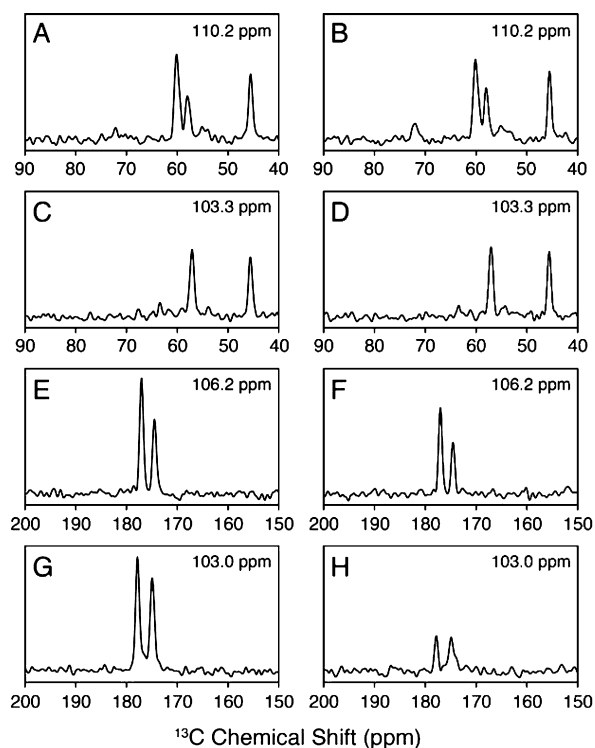 A 110.2 ppm B 110.2 ppm
90 80 70 60 50 40 90 80 70 60 50 40
C 103.3 ppm D 103.3 ppm
90 80 70 60 50 40 90 80 70 60 50 40
E 106.2 ppm F 106.2 ppm
200 190 180 170 160 150 200 190 180 170 160 150
G 103.0 ppm H 103.0 ppm
200 190 180 170 160 150 200 190 180 170 160 150
¹³C Chemical Shift (ppm)